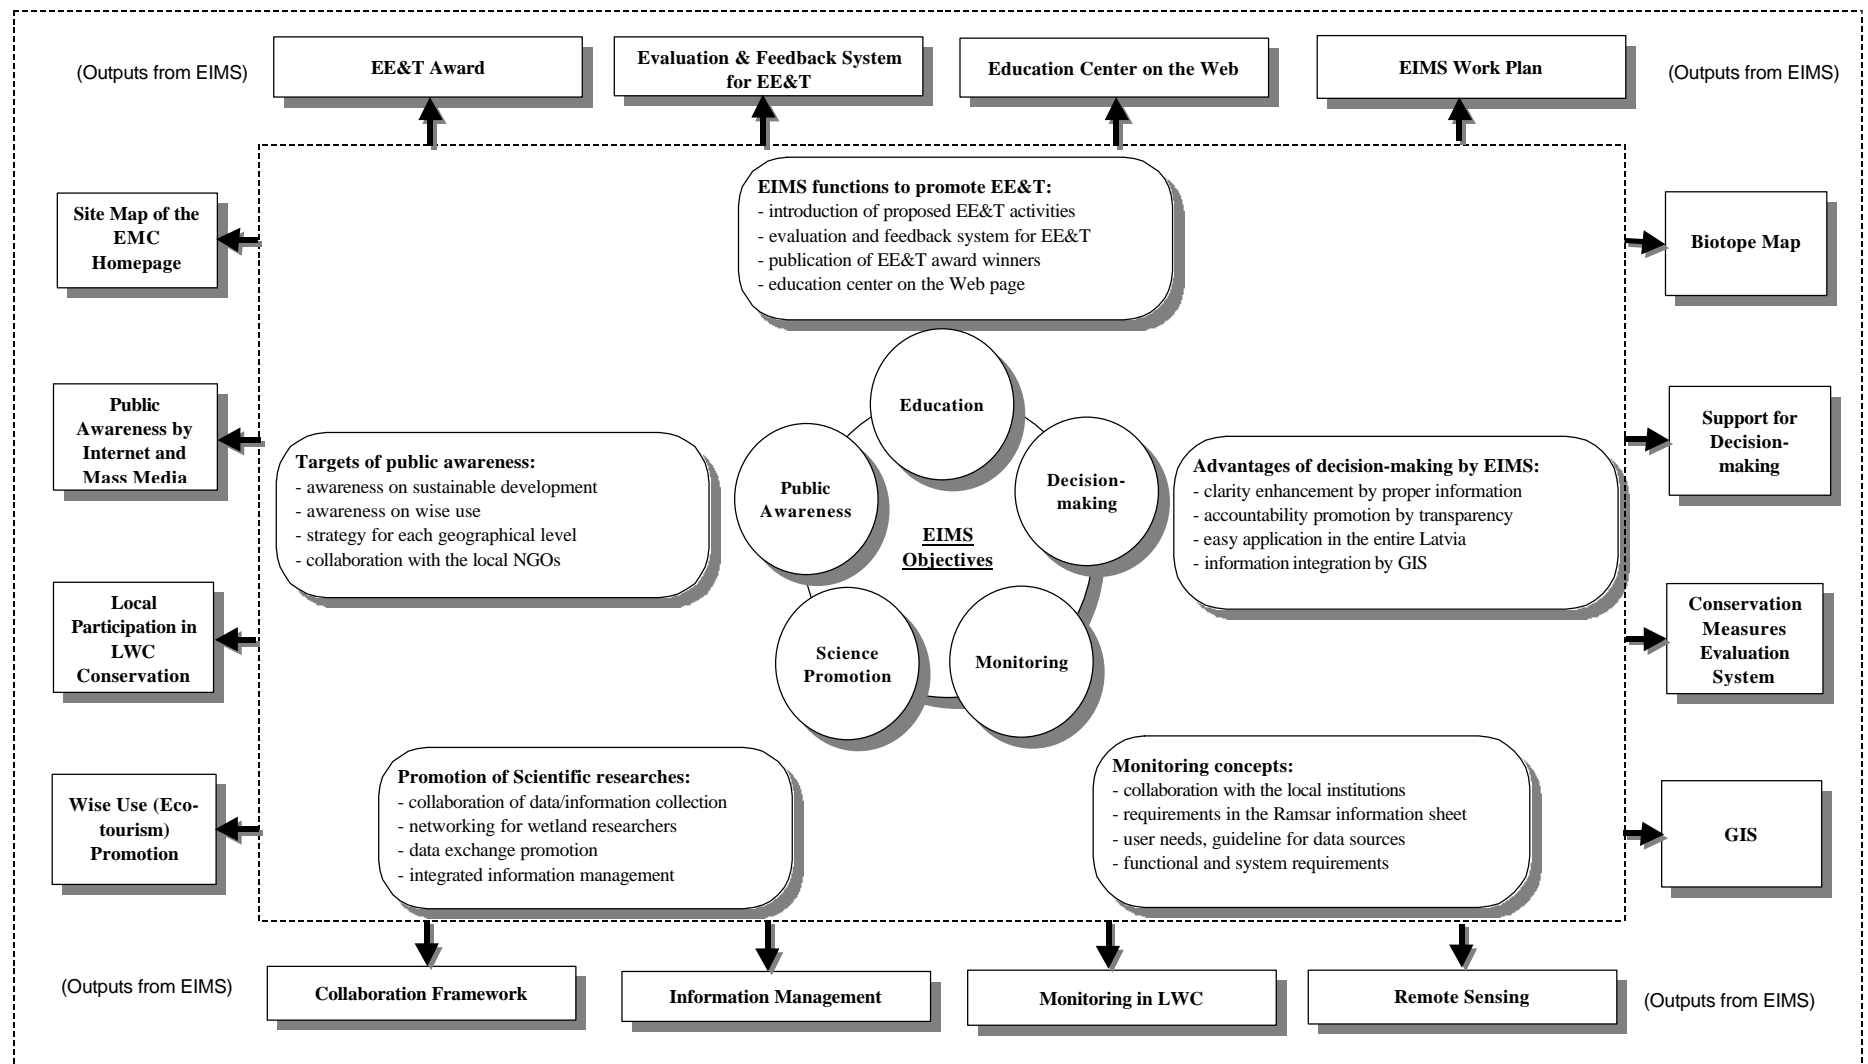 (Outputs from EIMS)
EE&T Award
Evaluation & Feedback System
for EE&T
Education Center on the Web
EIMS Work Plan
(Outputs from EIMS)
Site Map of the
EMC
Homepage
Public
Awareness by
Internet and
Mass Media
Local
Participation in
LWC
Conservation
Wise Use (Eco-
tourism)
Promotion
EIMS functions to promote EE&T:
- introduction of proposed EE&T activities
- evaluation and feedback system for EE&T
- publication of EE&T award winners
- education center on the Web page
Targets of public awareness:
- awareness on sustainable development
- awareness on wise use
- strategy for each geographical level
- collaboration with the local NGOs
Education
Public
Awareness
Decision-
making
EIMS
Objectives
Science
Promotion
Monitoring
Advantages of decision-making by EIMS:
- clarity enhancement by proper information
- accountability promotion by transparency
- easy application in the entire Latvia
- information integration by GIS
Promotion of Scientific researches:
- collaboration of data/information collection
- networking for wetland researchers
- data exchange promotion
- integrated information management
Monitoring concepts:
- collaboration with the local institutions
- requirements in the Ramsar information sheet
- user needs, guideline for data sources
- functional and system requirements
Biotope Map
Support for
Decision-
making
Conservation
Measures
Evaluation
System
GIS
(Outputs from EIMS)
Collaboration Framework
Information Management
Monitoring in LWC
Remote Sensing
(Outputs from EIMS)